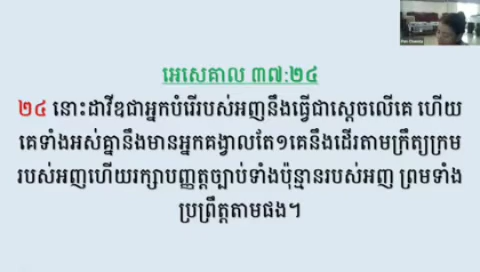 អេសេគាល ៣៧:២៤
២៤ នោះដាវីឌជាអ្នកបំរើរបស់អញនឹងធ្វើជាស្តេចលើគេ ហើយ
គេទាំងអស់គ្នានឹងមានអ្នកគង្វាលតែ១គេនឹងដើរតាមក្រឹត្យក្រម
របស់អញហើយរក្សាបញ្ញត្តច្បាប់ទាំងប៉ុន្មានរបស់អញ ព្រមទាំង
ប្រព្រឹត្តតាមផង។